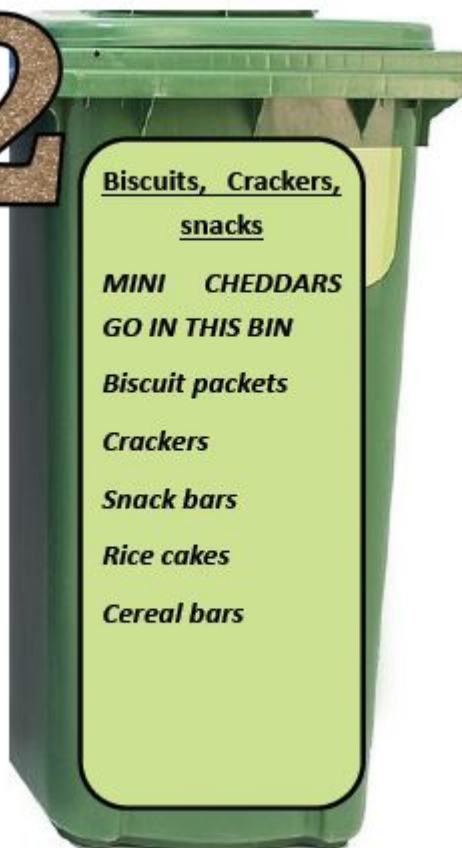 2
Biscuits, Crackers,
snacks
MINI CHEDDARS
GO IN THIS BIN
Biscuit packets
Crackers
Snack bars
Rice cakes
Cereal bars